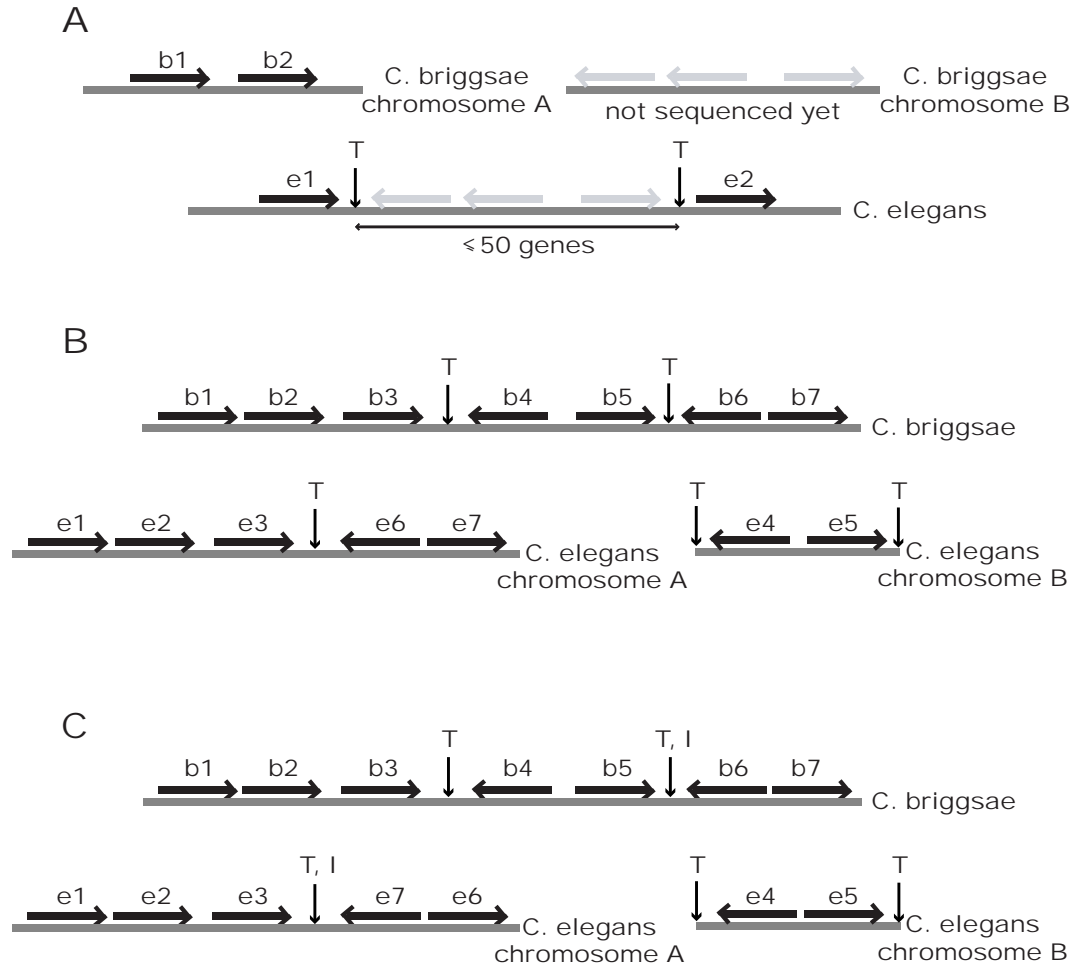 A
b1 b2 C. briggsae chromosome A
C. briggsae chromosome B
not sequenced yet
T T
e1 e2 C. elegans
⩽50 genes
B
T T
b1 b2 b3 b4 b5 b6 b7
C. briggsae
T T T
e1 e2 e3 e6 e7 e4 e5
C. elegans chromosome A
C. elegans chromosome B
C
T T, I
b1 b2 b3 b4 b5 b6 b7
C. briggsae
T, I T T
e1 e2 e3 e7 e6 e4 e5
C. elegans chromosome A
C. elegans chromosome B